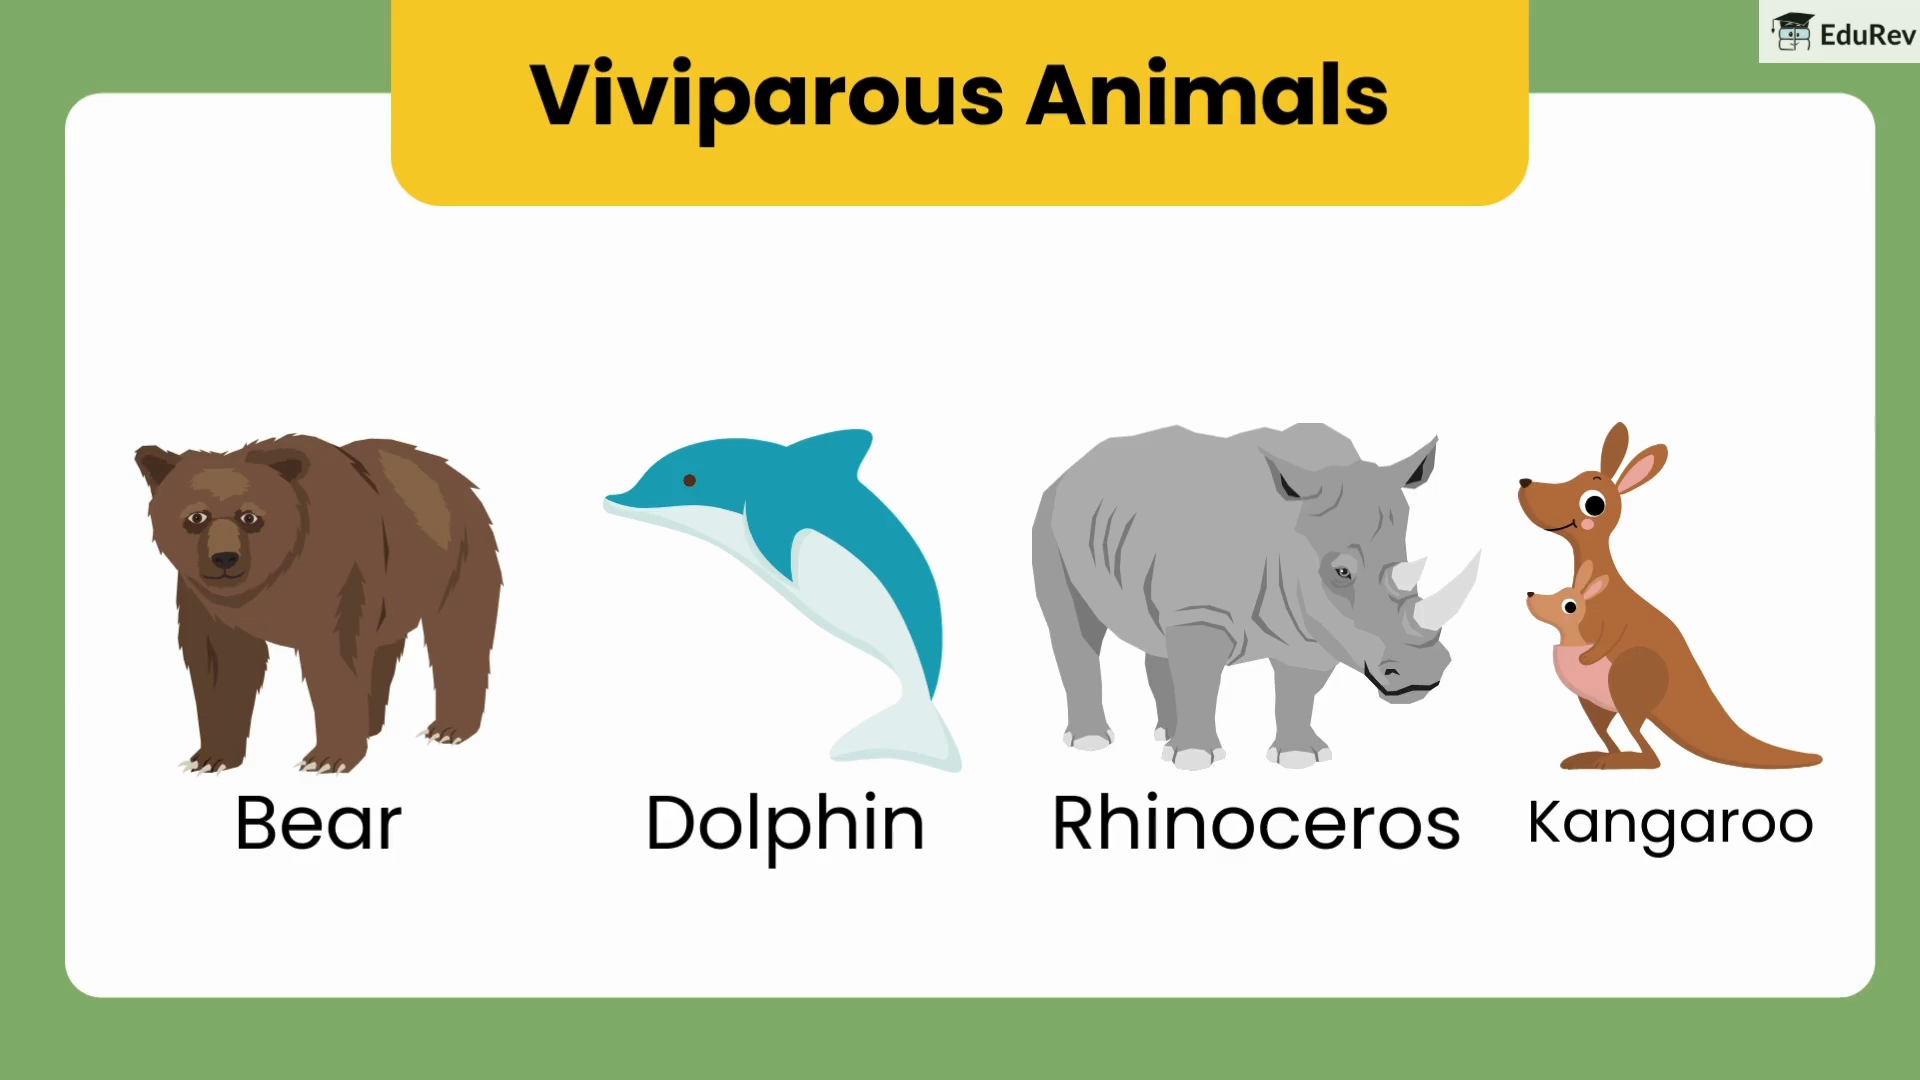 EduRev
Viviparous Animals
Bear
Dolphin
Rhinoceros
Kangaroo